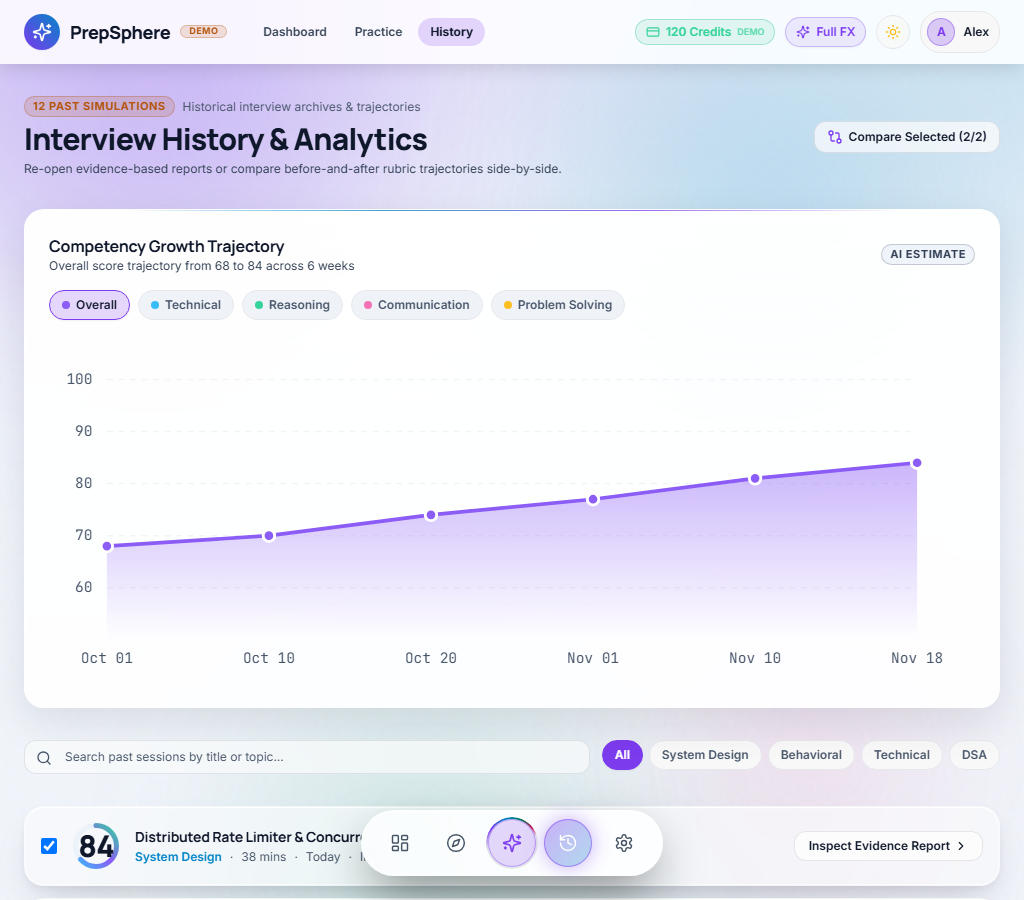 PrepSphere DEMO Dashboard Practice History 120 Credits DEMO Full FX A Alex
12 PAST SIMULATIONS Historical interview archives & trajectories
Interview History & Analytics
Compare Selected (2/2)
Re-open evidence-based reports or compare before-and-after rubric trajectories side-by-side.
Competency Growth Trajectory
Overall score trajectory from 68 to 84 across 6 weeks
AI ESTIMATE
Overall Technical Reasoning Communication Problem Solving
100
90
80
70
60
Oct 01 Oct 10 Oct 20 Nov 01 Nov 10 Nov 18
Search past sessions by title or topic...
All System Design Behavioral Technical DSA
84
Distributed Rate Limiter &
System Design · 38 mins · Today ·
Inspect Evidence Report